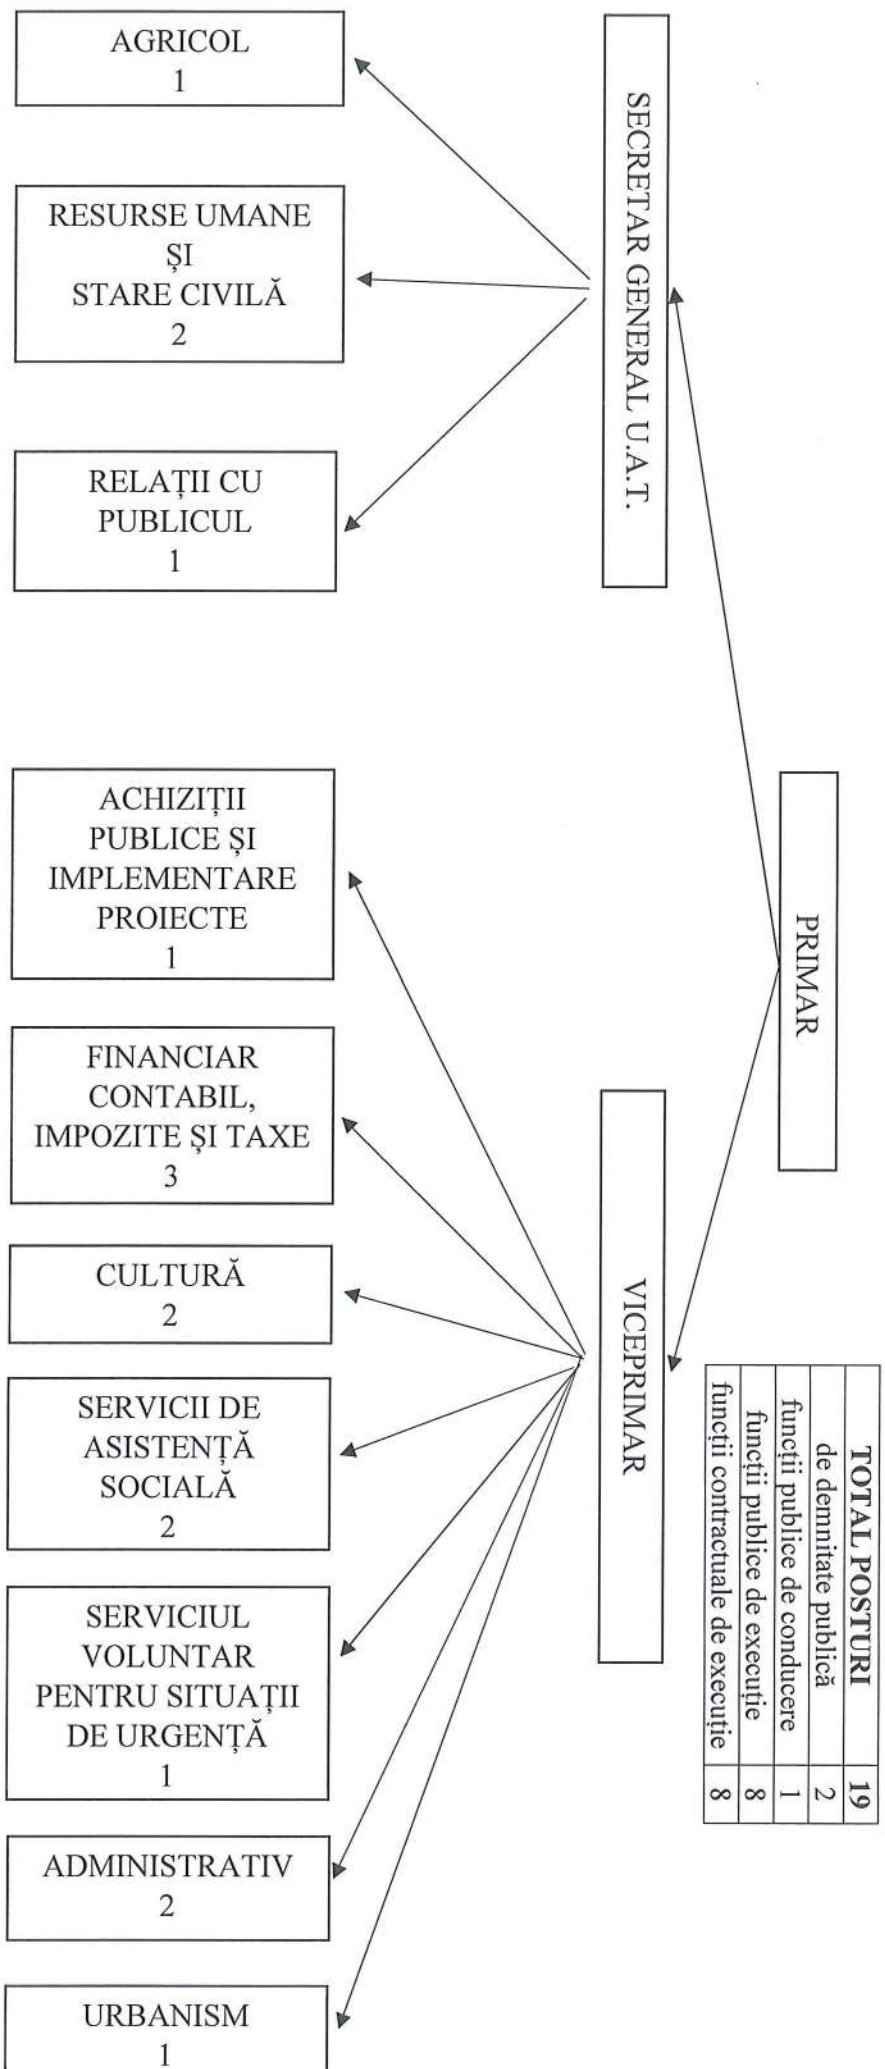 PRIMAR
SECRETAR GENERAL U.A.T.
VICEPRIMAR
TOTAL POSTURI 19
de demnitate publică 2
funcții publice de conducere 1
funcții publice de execuție 8
funcții contractuale de execuție 8
AGRICOL
1
RESURSE UMANE
ȘI
STARE CIVILĂ
2
RELAȚII CU
PUBLICUL
1
ACHIZIȚII
PUBLICE ȘI
IMPLEMENTARE
PROIECTE
1
FINANCIAR
CONTABIL,
IMPOZITE ȘI TAXE
3
CULTURĂ
2
SERVICII DE
ASISTENȚĂ
SOCIALĂ
2
SERVICIUL
VOLUNTAR
PENTRU SITUAȚII
DE URGENȚĂ
1
ADMINISTRATIV
2
URBANISM
1